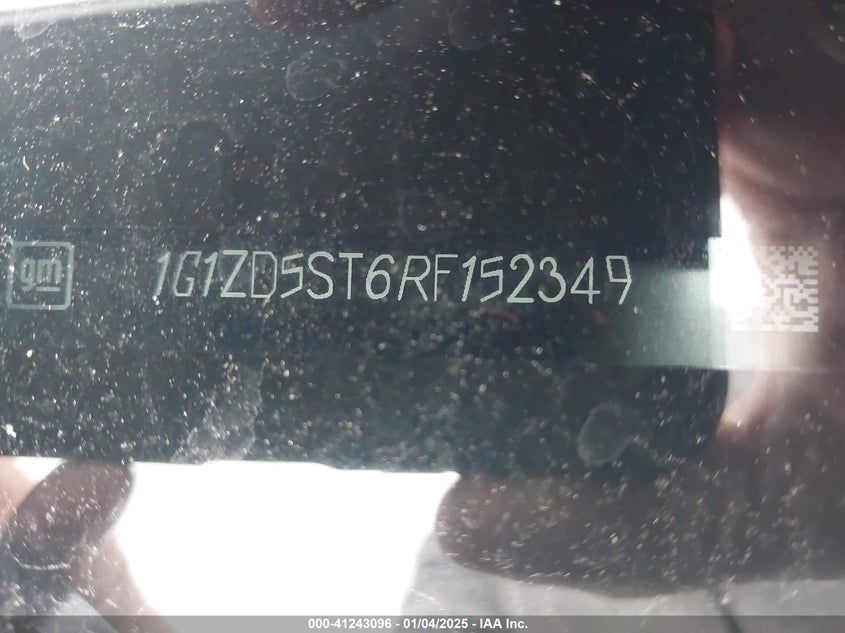 gm 1G1ZD5ST6RF152349
000-41243096 - 01/04/2025 - IAA Inc.